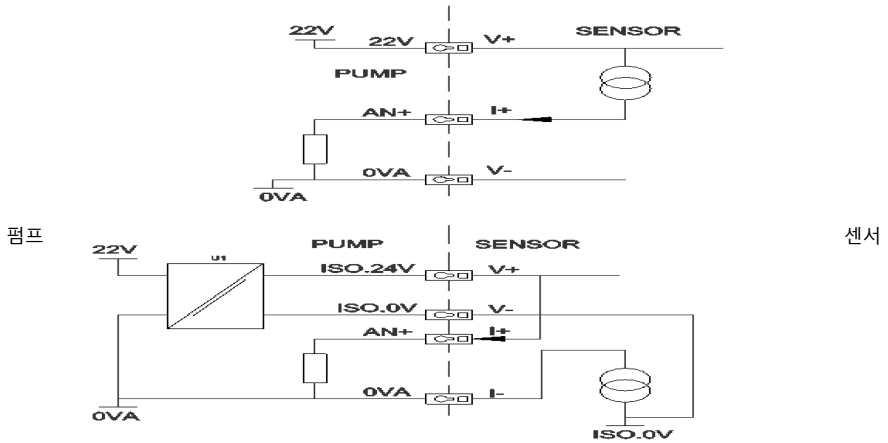 22V 22V V+ SENSOR
PUMP
AN+ I+
0VA V-
0VA
펌프 센서
PUMP SENSOR
22V U1 ISO.24V V+
ISO.0V V-
AN+ I+
0VA I-
0VA
ISO.0V